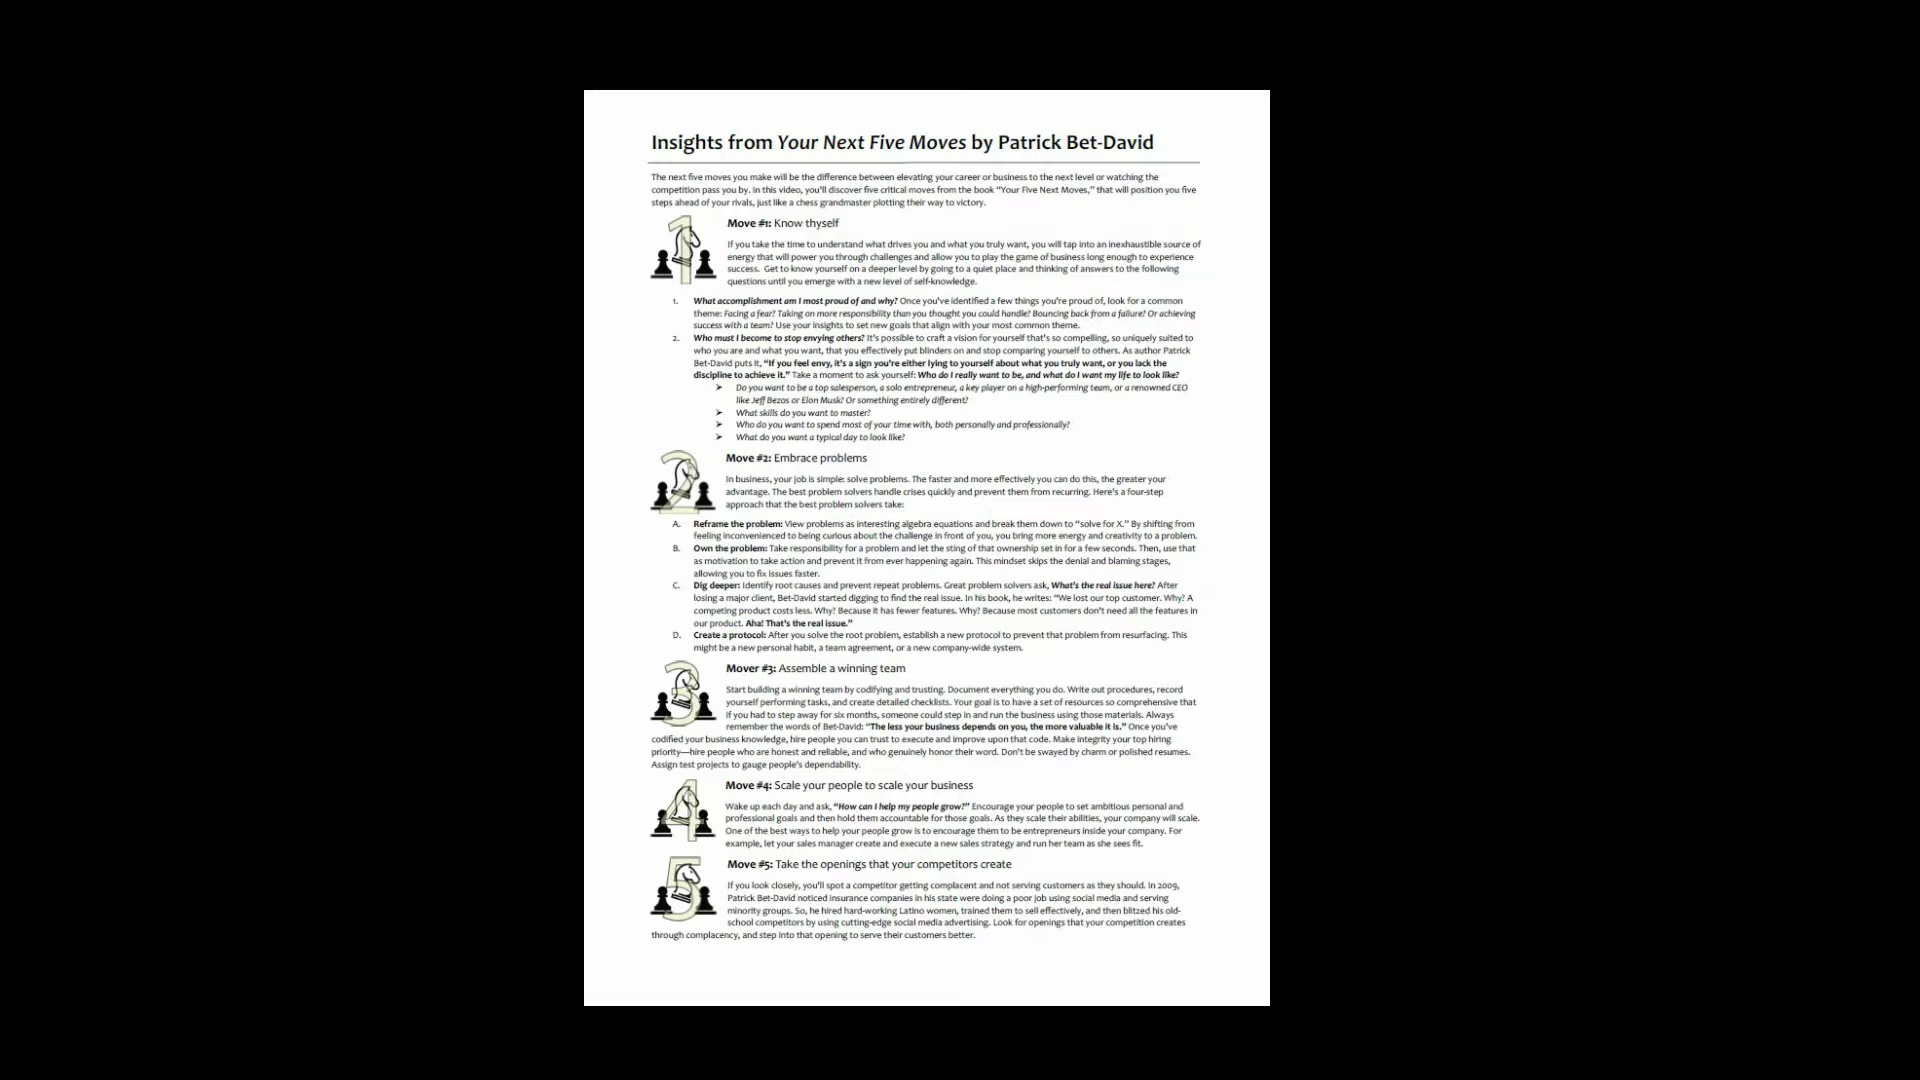 Insights from Your Next Five Moves by Patrick Bet-David
The next five moves you make will be the difference between elevating your career or business to the next level or watching the
competition pass you by. In this video, you'll discover five critical moves from the book “Your Five Next Moves,” that will position you five
steps ahead of your rivals, just like a chess grandmaster plotting their way to victory.
1
Move #1: Know thyself
If you take the time to understand what drives you and what you truly want, you will tap into an inexhaustible source of
energy that will power you through challenges and allow you to play the game of business long enough to experience
success. Get to know yourself on a deeper level by going to a quiet place and thinking of answers to the following
questions until you emerge with a new level of self-knowledge.
1. What accomplishment am I most proud of and why? Once you've identified a few things you're proud of, look for a common
theme: Facing a fear? Taking on more responsibility than you thought you could handle? Bouncing back from a failure? Or achieving
success with a team? Use your insights to set new goals that align with your most common theme.
2. Who must I become to stop envying others? It's possible to craft a vision for yourself that's so compelling, so uniquely suited to
who you are and what you want, that you effectively put blinders on and stop comparing yourself to others. As author Patrick
Bet-David puts it, “If you feel envy, it's a sign you're either lying to yourself about what you truly want, or you lack the
discipline to achieve it.” Take a moment to ask yourself: Who do I really want to be, and what do I want my life to look like?
➢ Do you want to be a top salesperson, a solo entrepreneur, a key player on a high-performing team, or a renowned CEO
like Jeff Bezos or Elon Musk? Or something entirely different?
➢ What skills do you want to master?
➢ Who do you want to spend most of your time with, both personally and professionally?
➢ What do you want a typical day to look like?
2
Move #2: Embrace problems
In business, your job is simple: solve problems. The faster and more effectively you can do this, the greater your
advantage. The best problem solvers handle crises quickly and prevent them from recurring. Here's a four-step
approach that the best problem solvers take:
A. Reframe the problem: View problems as interesting algebra equations and break them down to “solve for X.” By shifting from
feeling inconvenienced to being curious about the challenge in front of you, you bring more energy and creativity to a problem.
B. Own the problem: Take responsibility for a problem and let the sting of that ownership set in for a few seconds. Then, use that
as motivation to take action and prevent it from ever happening again. This mindset skips the denial and blaming stages,
allowing you to fix issues faster.
C. Dig deeper: Identify root causes and prevent repeat problems. Great problem solvers ask, What's the real issue here? After
losing a major client, Bet-David started digging to find the real issue. In his book, he writes: “We lost our top customer. Why? A
competing product costs less. Why? Because it has fewer features. Why? Because most customers don't need all the features in
our product. Aha! That's the real issue.”
D. Create a protocol: After you solve the root problem, establish a new protocol to prevent that problem from resurfacing. This
might be a new personal habit, a team agreement, or a new company-wide system.
3
Mover #3: Assemble a winning team
Start building a winning team by codifying and trusting. Document everything you do. Write out procedures, record
yourself performing tasks, and create detailed checklists. Your goal is to have a set of resources so comprehensive that
if you had to step away for six months, someone could step in and run the business using those materials. Always
remember the words of Bet-David: “The less your business depends on you, the more valuable it is.” Once you've
codified your business knowledge, hire people you can trust to execute and improve upon that code. Make integrity your top hiring
priority—hire people who are honest and reliable, and who genuinely honor their word. Don't be swayed by charm or polished resumes.
Assign test projects to gauge people's dependability.
4
Move #4: Scale your people to scale your business
Wake up each day and ask, “How can I help my people grow?” Encourage your people to set ambitious personal and
professional goals and then hold them accountable for those goals. As they scale their abilities, your company will scale.
One of the best ways to help your people grow is to encourage them to be entrepreneurs inside your company. For
example, let your sales manager create and execute a new sales strategy and run her team as she sees fit.
5
Move #5: Take the openings that your competitors create
If you look closely, you'll spot a competitor getting complacent and not serving customers as they should. In 2009,
Patrick Bet-David noticed insurance companies in his state were doing a poor job using social media and serving
minority groups. So, he hired hard-working Latino women, trained them to sell effectively, and then blitzed his old-
school competitors by using cutting-edge social media advertising. Look for openings that your competition creates
through complacency, and step into that opening to serve their customers better.